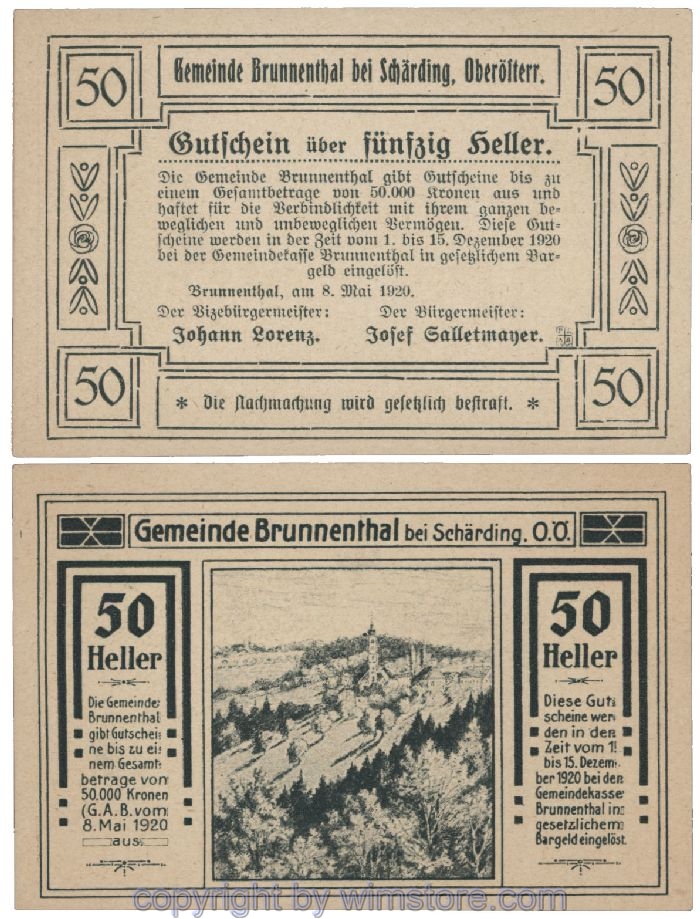 50
Gemeinde Brunnenthal bei Schärding, Oberösterr.
50
Gutschein über fünfzig Heller.
Die Gemeinde Brunnenthal gibt Gutscheine bis zu
einem Gesamtbetrage von 50.000 Kronen aus und
haftet für die Verbindlichkeit mit ihrem ganzen be=
weglichen und unbeweglichen Vermögen. Diese Gut=
scheine werden in der Zeit vom 1. bis 15. Dezember 1920
bei der Gemeindekasse Brunnenthal in gesetzlichem Bar=
geld eingelöst.
Brunnenthal, am 8. Mai 1920.
Der Vizebürgermeister:
Der Bürgermeister:
Johann Lorenz.
Josef Salletmayer.
50
* Die Nachmachung wird gesetzlich bestraft. *
50
Gemeinde Brunnenthal bei Schärding. O.Ö.
50
Heller
Die Gemeinde
Brunnenthal
gibt Gutschei=
ne bis zu ei=
nem Gesamt=
betrage von
50.000 Kronen
(G.A.B. vom
8. Mai 1920
aus
50
Heller
Diese Gut=
scheine wer=
den in der
Zeit vom 1.
bis 15. Dezem=
ber 1920 bei der
Gemeindekasse
Brunnenthal in
gesetzlichem
Bargeld eingelöst.
copyright by wimstore.com